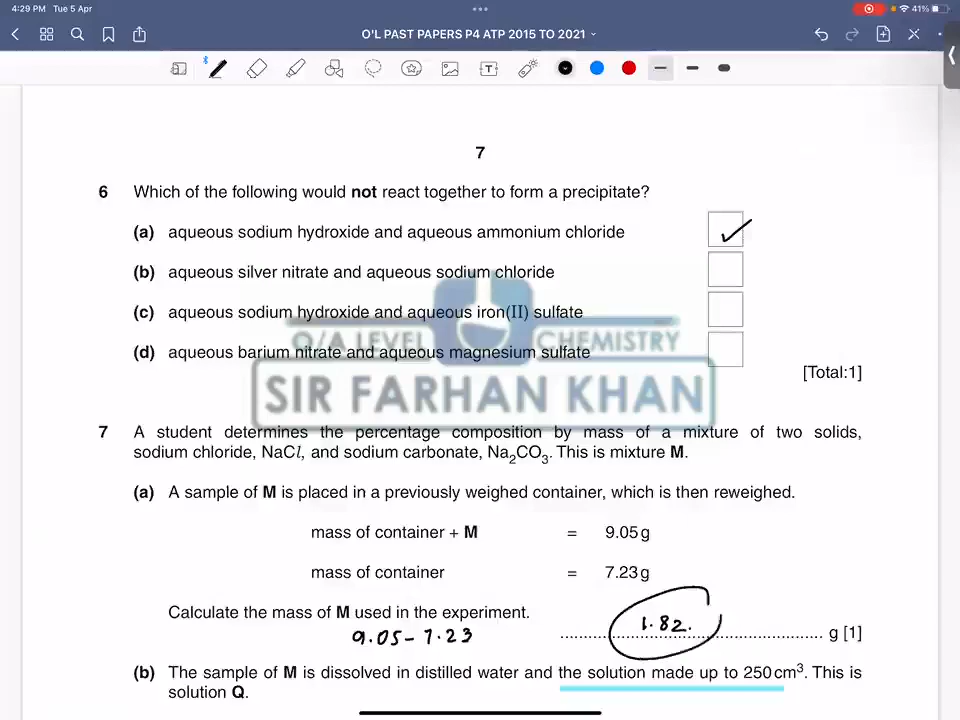 4:29 PM Tue 5 Apr
41%
O'L PAST PAPERS P4 ATP 2015 TO 2021
7
6 Which of the following would not react together to form a precipitate?
(a) aqueous sodium hydroxide and aqueous ammonium chloride
(b) aqueous silver nitrate and aqueous sodium chloride
(c) aqueous sodium hydroxide and aqueous iron(II) sulfate
(d) aqueous barium nitrate and aqueous magnesium sulfate
O/A LEVEL CHEMISTRY
[Total:1]
SIR FARHAN KHAN
7 A student determines the percentage composition by mass of a mixture of two solids,
sodium chloride, NaCl, and sodium carbonate, Na₂CO₃. This is mixture M.
(a) A sample of M is placed in a previously weighed container, which is then reweighed.
mass of container + M = 9.05 g
mass of container = 7.23 g
Calculate the mass of M used in the experiment.
9.05 - 7.23
1.82. g [1]
(b) The sample of M is dissolved in distilled water and the solution made up to 250 cm³. This is
solution Q.